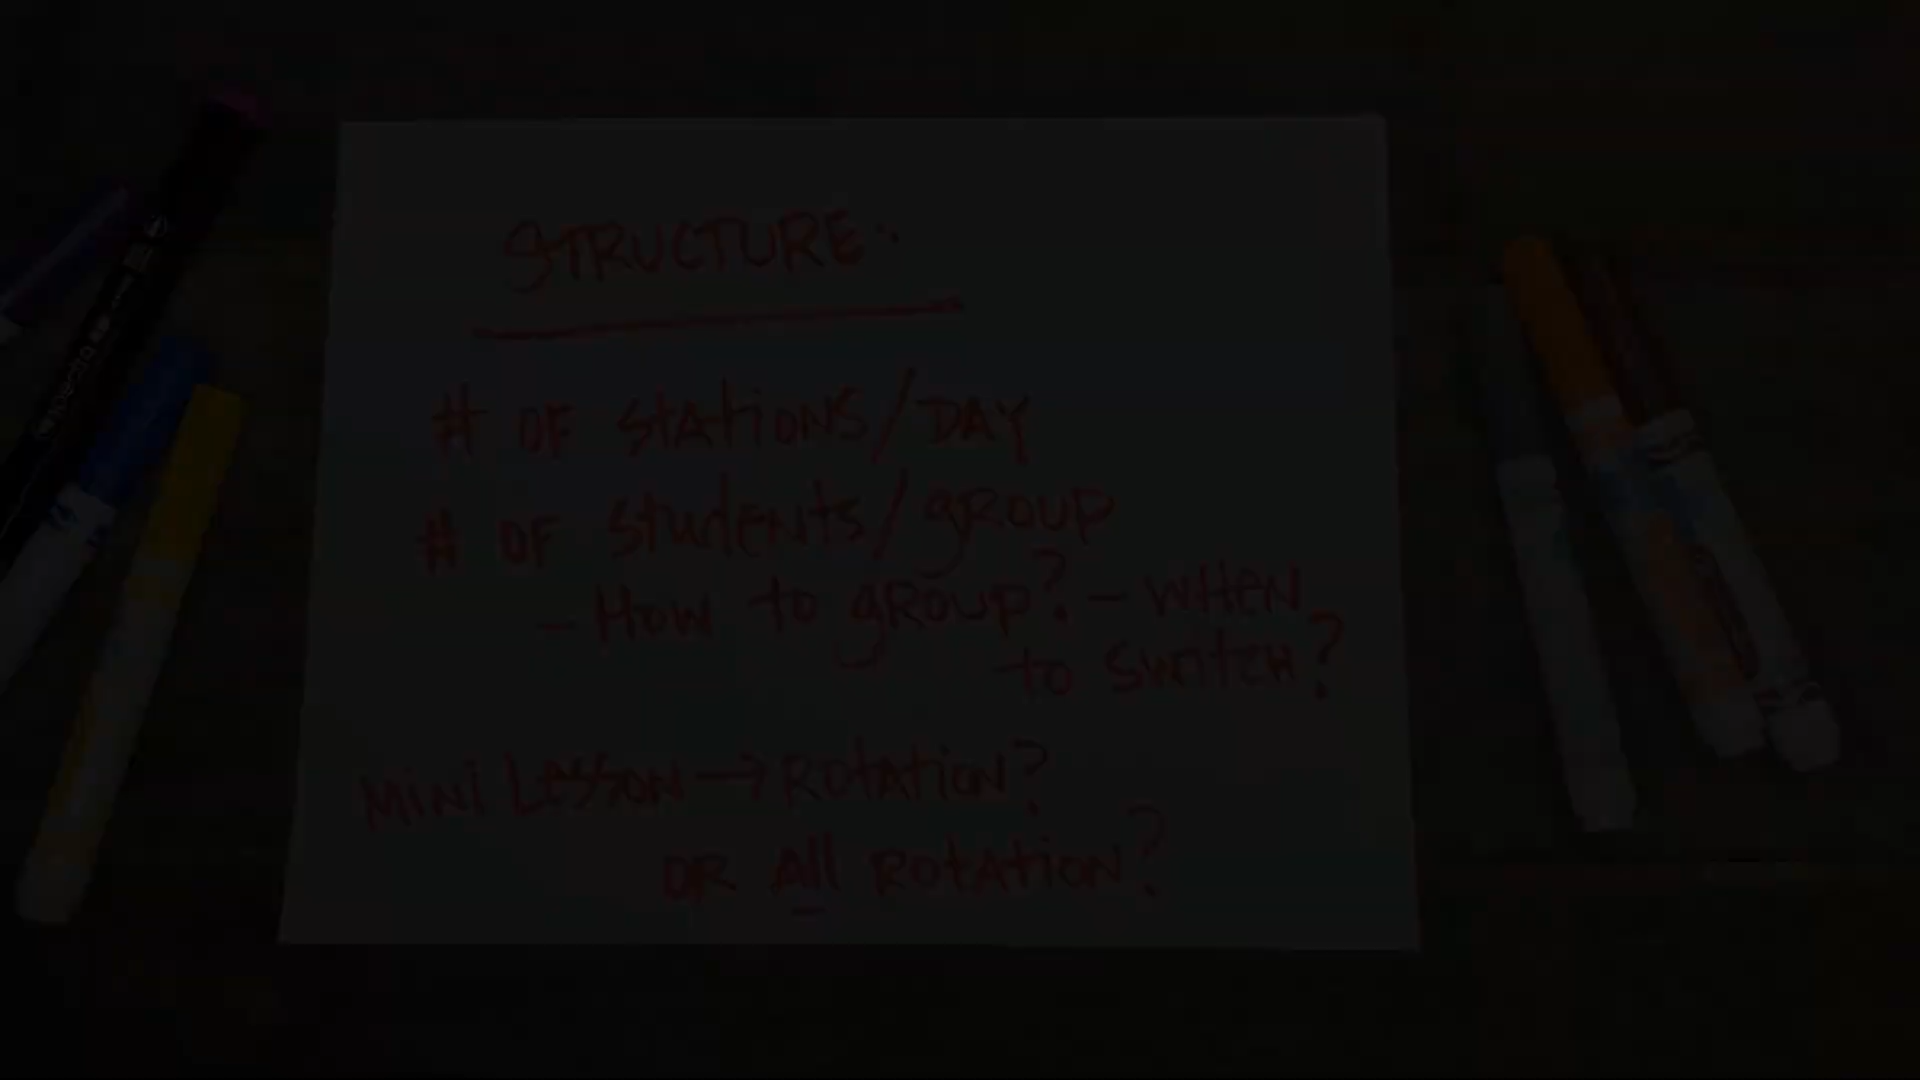 STRUCTURE:
# OF STATIONS/DAY
# OF Students/gROUP
- HOW to gROUP? - WHEN
to SWITCH?
MINI LESSON → ROTATION?
OR All ROTATION?